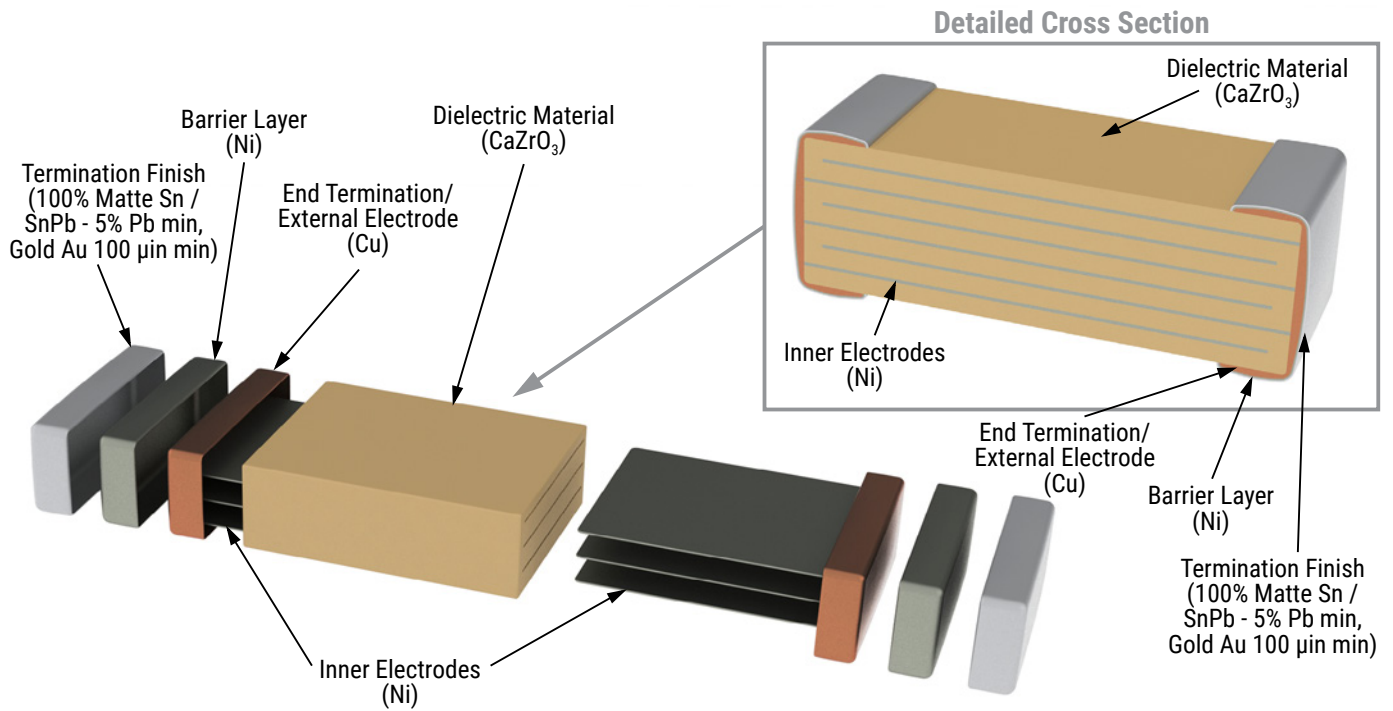 Detailed Cross Section
Dielectric Material
(CaZrO₃)
Inner Electrodes
(Ni)
End Termination/
External Electrode
(Cu)
Barrier Layer
(Ni)
Termination Finish
(100% Matte Sn /
SnPb - 5% Pb min,
Gold Au 100 µin min)
Termination Finish
(100% Matte Sn /
SnPb - 5% Pb min,
Gold Au 100 µin min)
Barrier Layer
(Ni)
End Termination/
External Electrode
(Cu)
Dielectric Material
(CaZrO₃)
Inner Electrodes
(Ni)